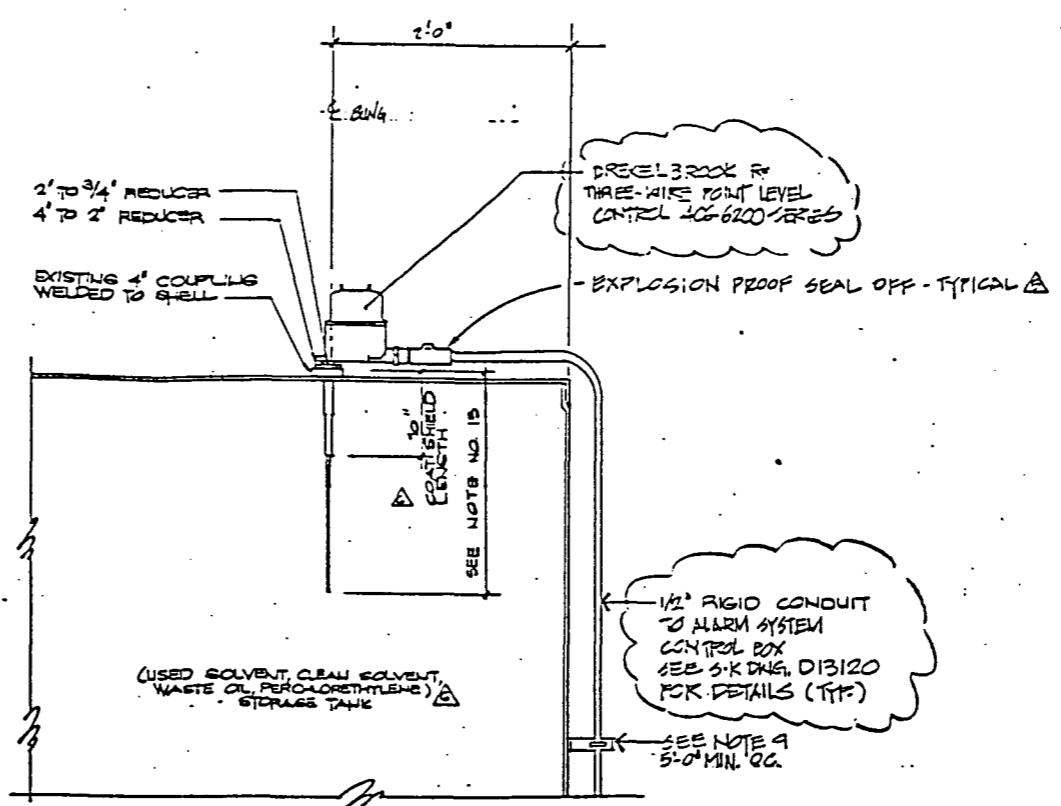 2'-0"
℄ BUNG
DREXELBROOK RF
THREE-WIRE POINT LEVEL
CONTROL 406-6200 SERIES
2" TO 3/4" REDUCER
4" TO 2" REDUCER
EXISTING 4" COUPLING
WELDED TO SHELL
EXPLOSION PROOF SEAL OFF - TYPICAL
10"
COAT SHIELD
LENGTH
SEE NOTE NO. 15
1/2" RIGID CONDUIT
TO ALARM SYSTEM
CONTROL BOX
SEE S-K DWG. D13120
FOR DETAILS (TYP.)
(USED SOLVENT, CLEAN SOLVENT,
WASTE OIL, PERCHLORETHYLENE)
STORAGE TANK
SEE NOTE 9
5'-0" MIN. OC.